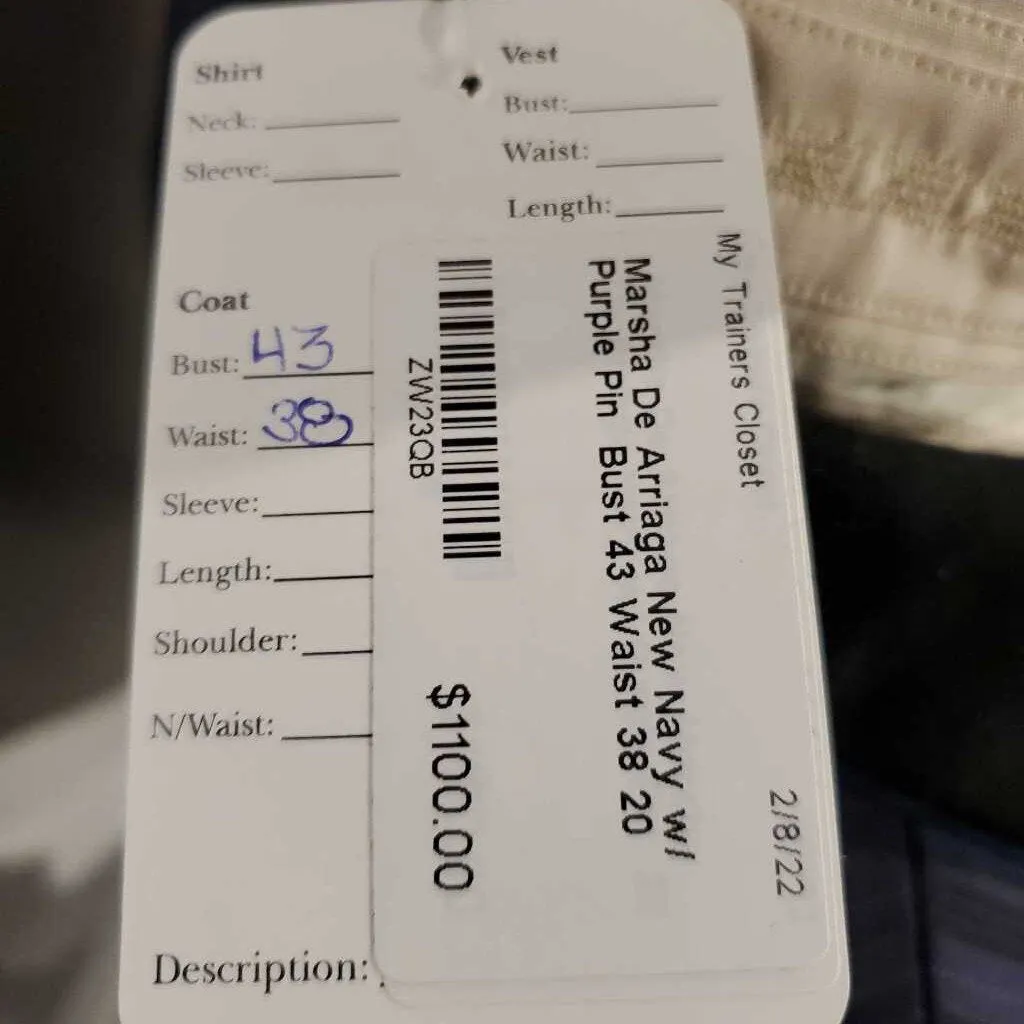 Shirt
Neck:
Sleeve:
Vest
Bust:
Waist:
Length:
Coat
Bust: 43
Waist: 38
Sleeve:
Length:
Shoulder:
N/Waist:
Description:
My Trainers Closet 2/8/22
Marsha De Arriaga New Navy w/
Purple Pin Bust 43 Waist 38 20
ZW23QB
$1100.00